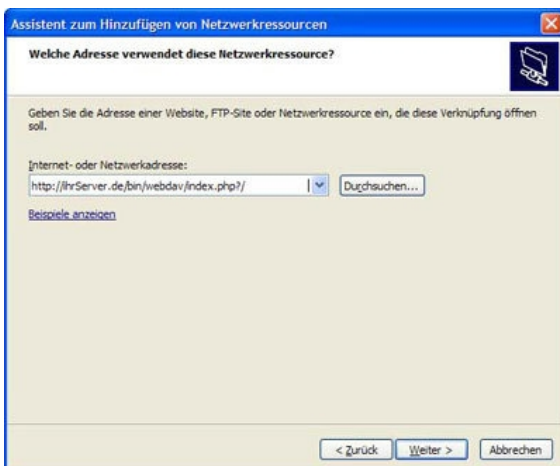 Assistent zum Hinzufügen von Netzwerkressourcen
Welche Adresse verwendet diese Netzwerkressource?
Geben Sie die Adresse einer Website, FTP-Site oder Netzwerkressource ein, die diese Verknüpfung öffnen
soll.
Internet- oder Netzwerkadresse:
http://ihrServer.de/bin/webdav/index.php?/ Durchsuchen...
Beispiele anzeigen
< Zurück Weiter > Abbrechen